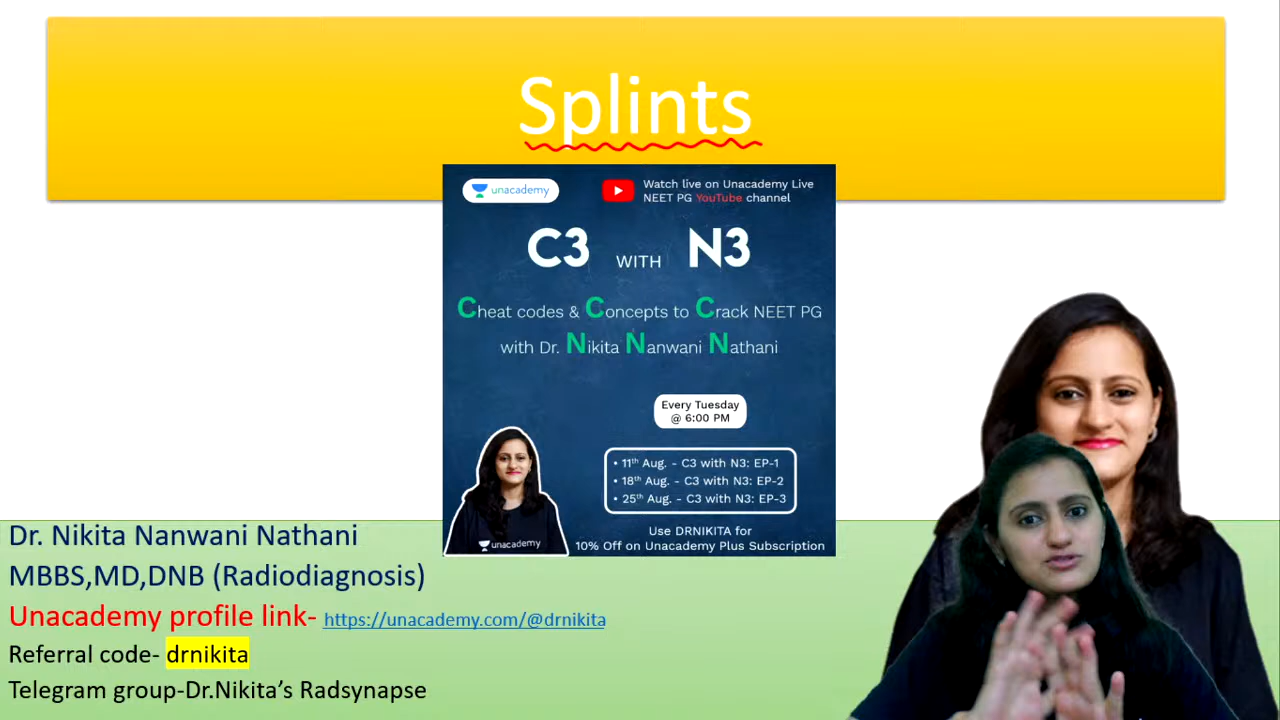 Splints
unacademy
Watch live on Unacademy Live
NEET PG YouTube channel
C3 WITH N3
Cheat codes & Concepts to Crack NEET PG
with Dr. Nikita Nanwani Nathani
Every Tuesday
@ 6:00 PM
• 11th Aug. - C3 with N3: EP-1
• 18th Aug. - C3 with N3: EP-2
• 25th Aug. - C3 with N3: EP-3
unacademy
Use DRNIKITA for
10% Off on Unacademy Plus Subscription
Dr. Nikita Nanwani Nathani
MBBS,MD,DNB (Radiodiagnosis)
Unacademy profile link- https://unacademy.com/@drnikita
Referral code- drnikita
Telegram group-Dr.Nikita’s Radsynapse